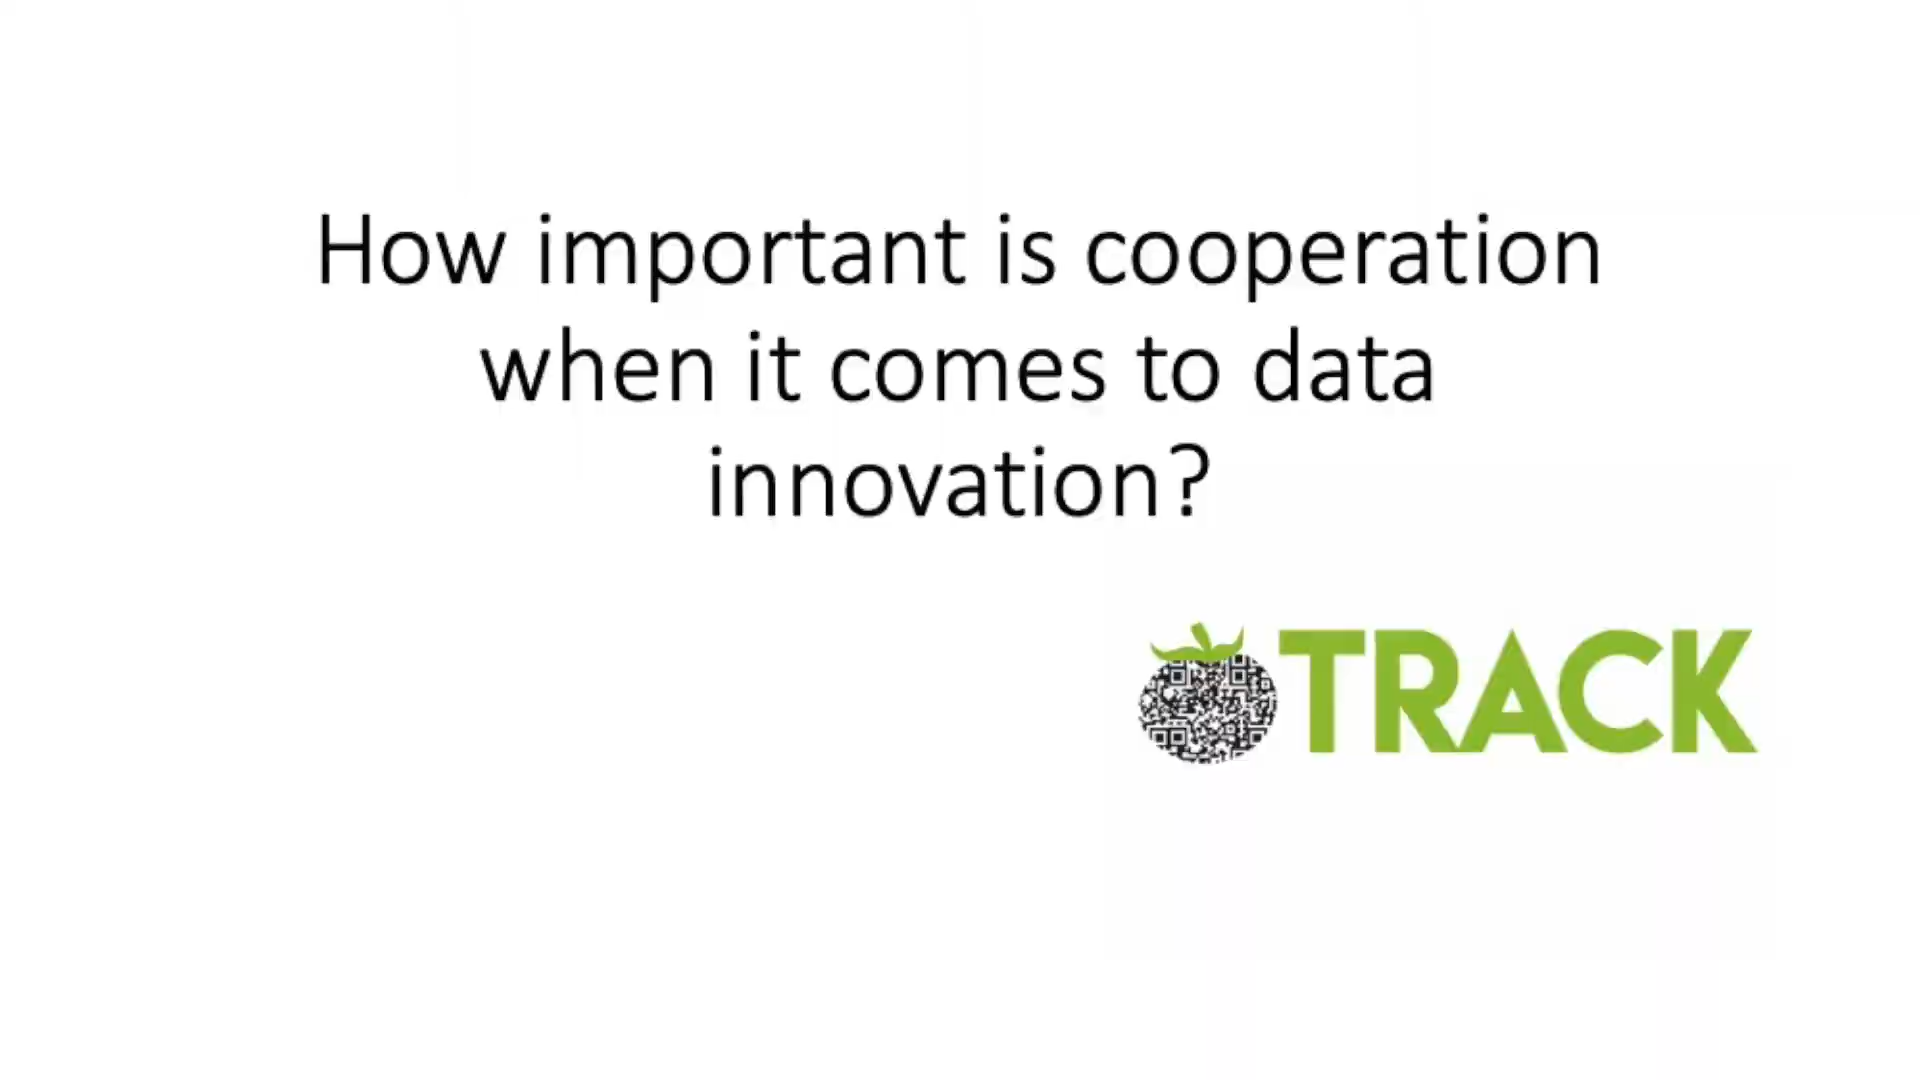 How important is cooperation
when it comes to data
innovation?
TRACK